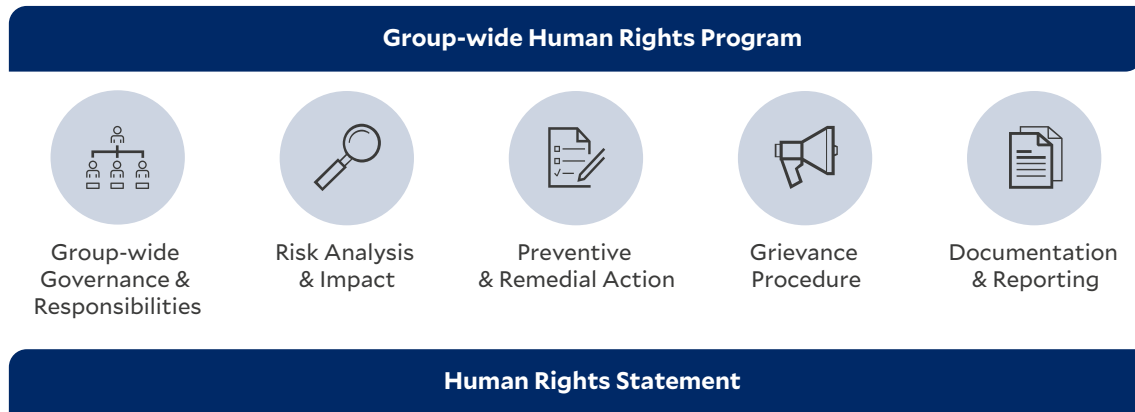 Group-wide Human Rights Program
Group-wide
Governance &
Responsibilities
Risk Analysis
& Impact
Preventive
& Remedial Action
Grievance
Procedure
Documentation
& Reporting
Human Rights Statement